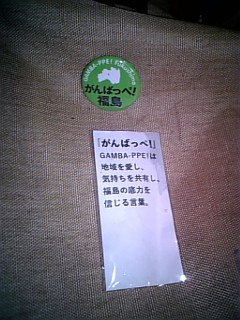 GAMBA-PPE! FUKUSHIMA
がんばっぺ!
福島
「がんばっぺ!」
GAMBA-PPE!は
地域を愛し、
気持ちを共有し、
福島の底力を
信じる言葉。